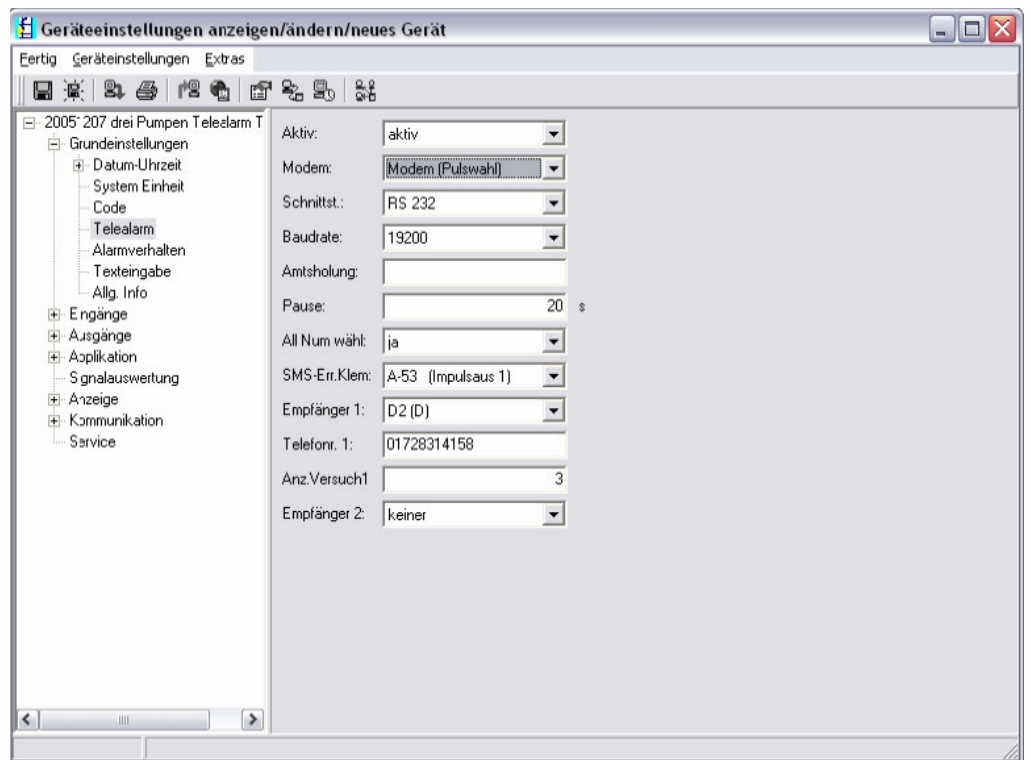 Geräteeinstellungen anzeigen/ändern/neues Gerät
Fertig Geräteinstellungen Extras
2005* 207 drei Pumpen Telealarm T
Grundeinstellungen
Datum-Uhrzeit
System Einheit
Code
Telealarm
Alarmverhalten
Texteingabe
Allg. Info
Eingänge
Ausgänge
Applikation
Signalauswertung
Anzeige
Kommunikation
Service
Aktiv: aktiv
Modem: Modem (Pulswahl)
Schnittst.: RS 232
Baudrate: 19200
Amtsholung:
Pause: 20 s
All Num wähl: ja
SMS-Err.Klem: A-53 (Impulsaus 1)
Empfänger 1: D2 (D)
Telefonr. 1: 01728314158
Anz.Versuch1 3
Empfänger 2: keiner